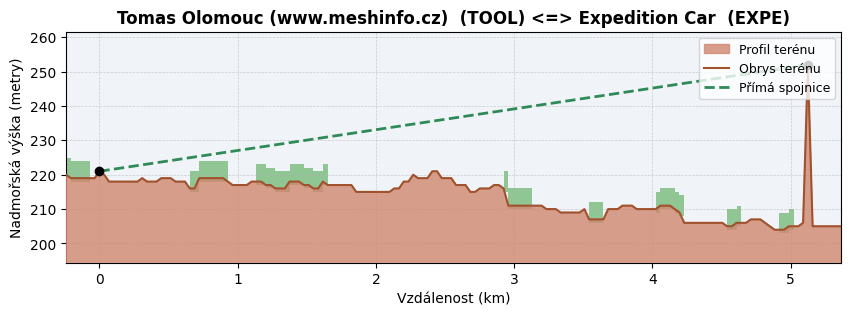 Tomas Olomouc (www.meshinfo.cz)  (TOOL) <=> Expedition Car  (EXPE)
Nadmořská výška (metry)
260
250
240
230
220
210
200
Profil terénu
Obrys terénu
Přímá spojnice
0 1 2 3 4 5
Vzdálenost (km)